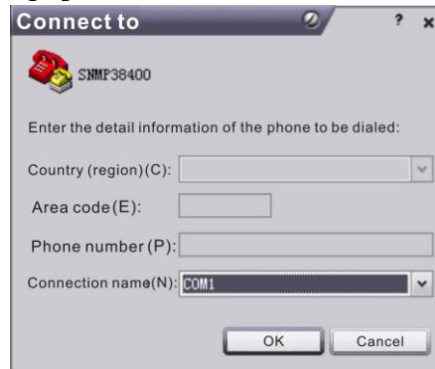 Connect to ? x
SNMP38400
Enter the detail information of the phone to be dialed:
Country (region)(C):
Area code(E):
Phone number (P):
Connection name(N): COM1
OK Cancel